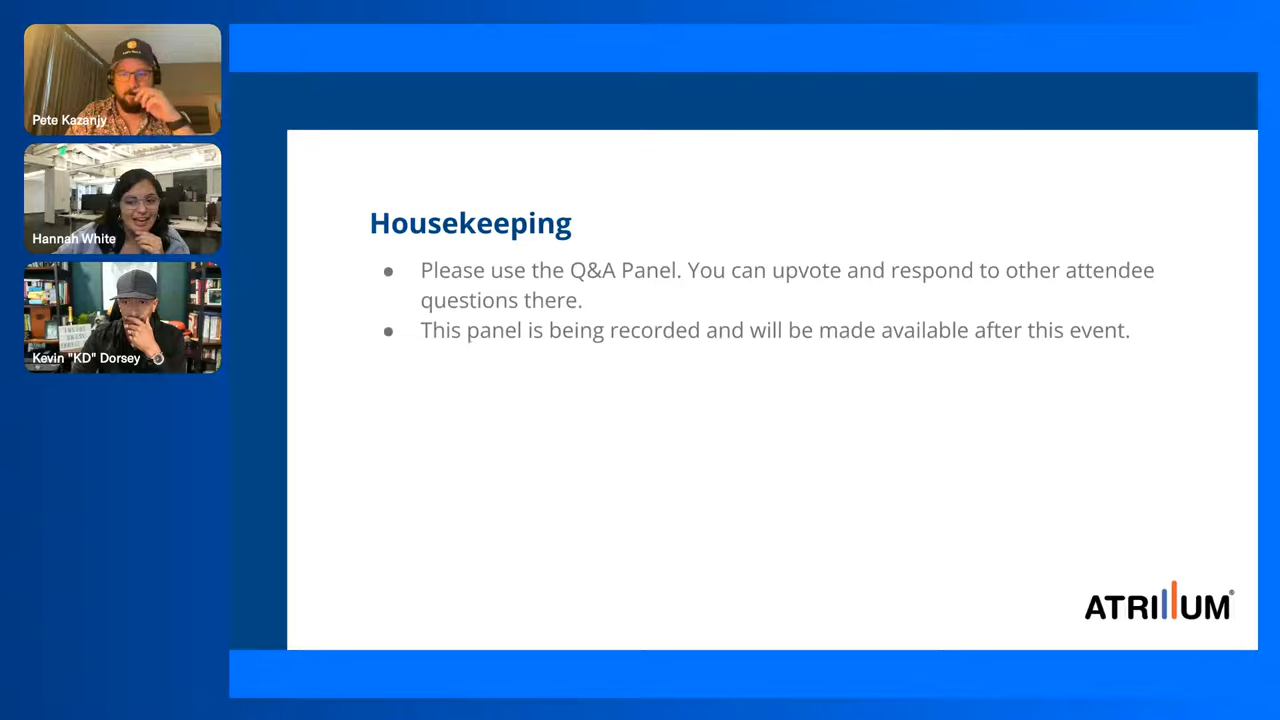 Pete Kazanjy
Hannah White
Kevin "KD" Dorsey
Housekeeping
● Please use the Q&A Panel. You can upvote and respond to other attendee
questions there.
● This panel is being recorded and will be made available after this event.
ATRIUM®